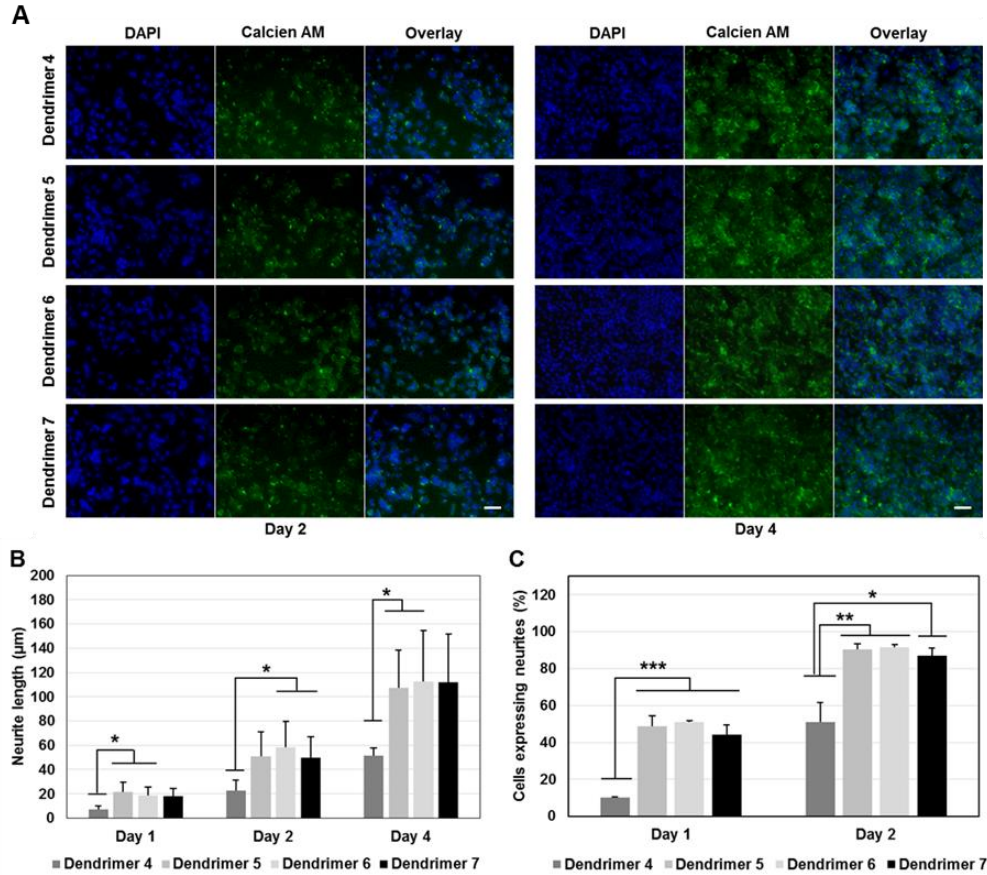 A
DAPI Calcien AM Overlay DAPI Calcien AM Overlay
Dendrimer 4
Dendrimer 5
Dendrimer 6
Dendrimer 7
Day 2 Day 4
B
Neurite length (μm)
200
180
160
140
120
100
80
60
40
20
0
* * *
Day 1 Day 2 Day 4
Dendrimer 4 Dendrimer 5 Dendrimer 6 Dendrimer 7
C
Cells expressing neurites (%)
120
100
80
60
40
20
0
*** ** *
Day 1 Day 2
Dendrimer 4 Dendrimer 5 Dendrimer 6 Dendrimer 7